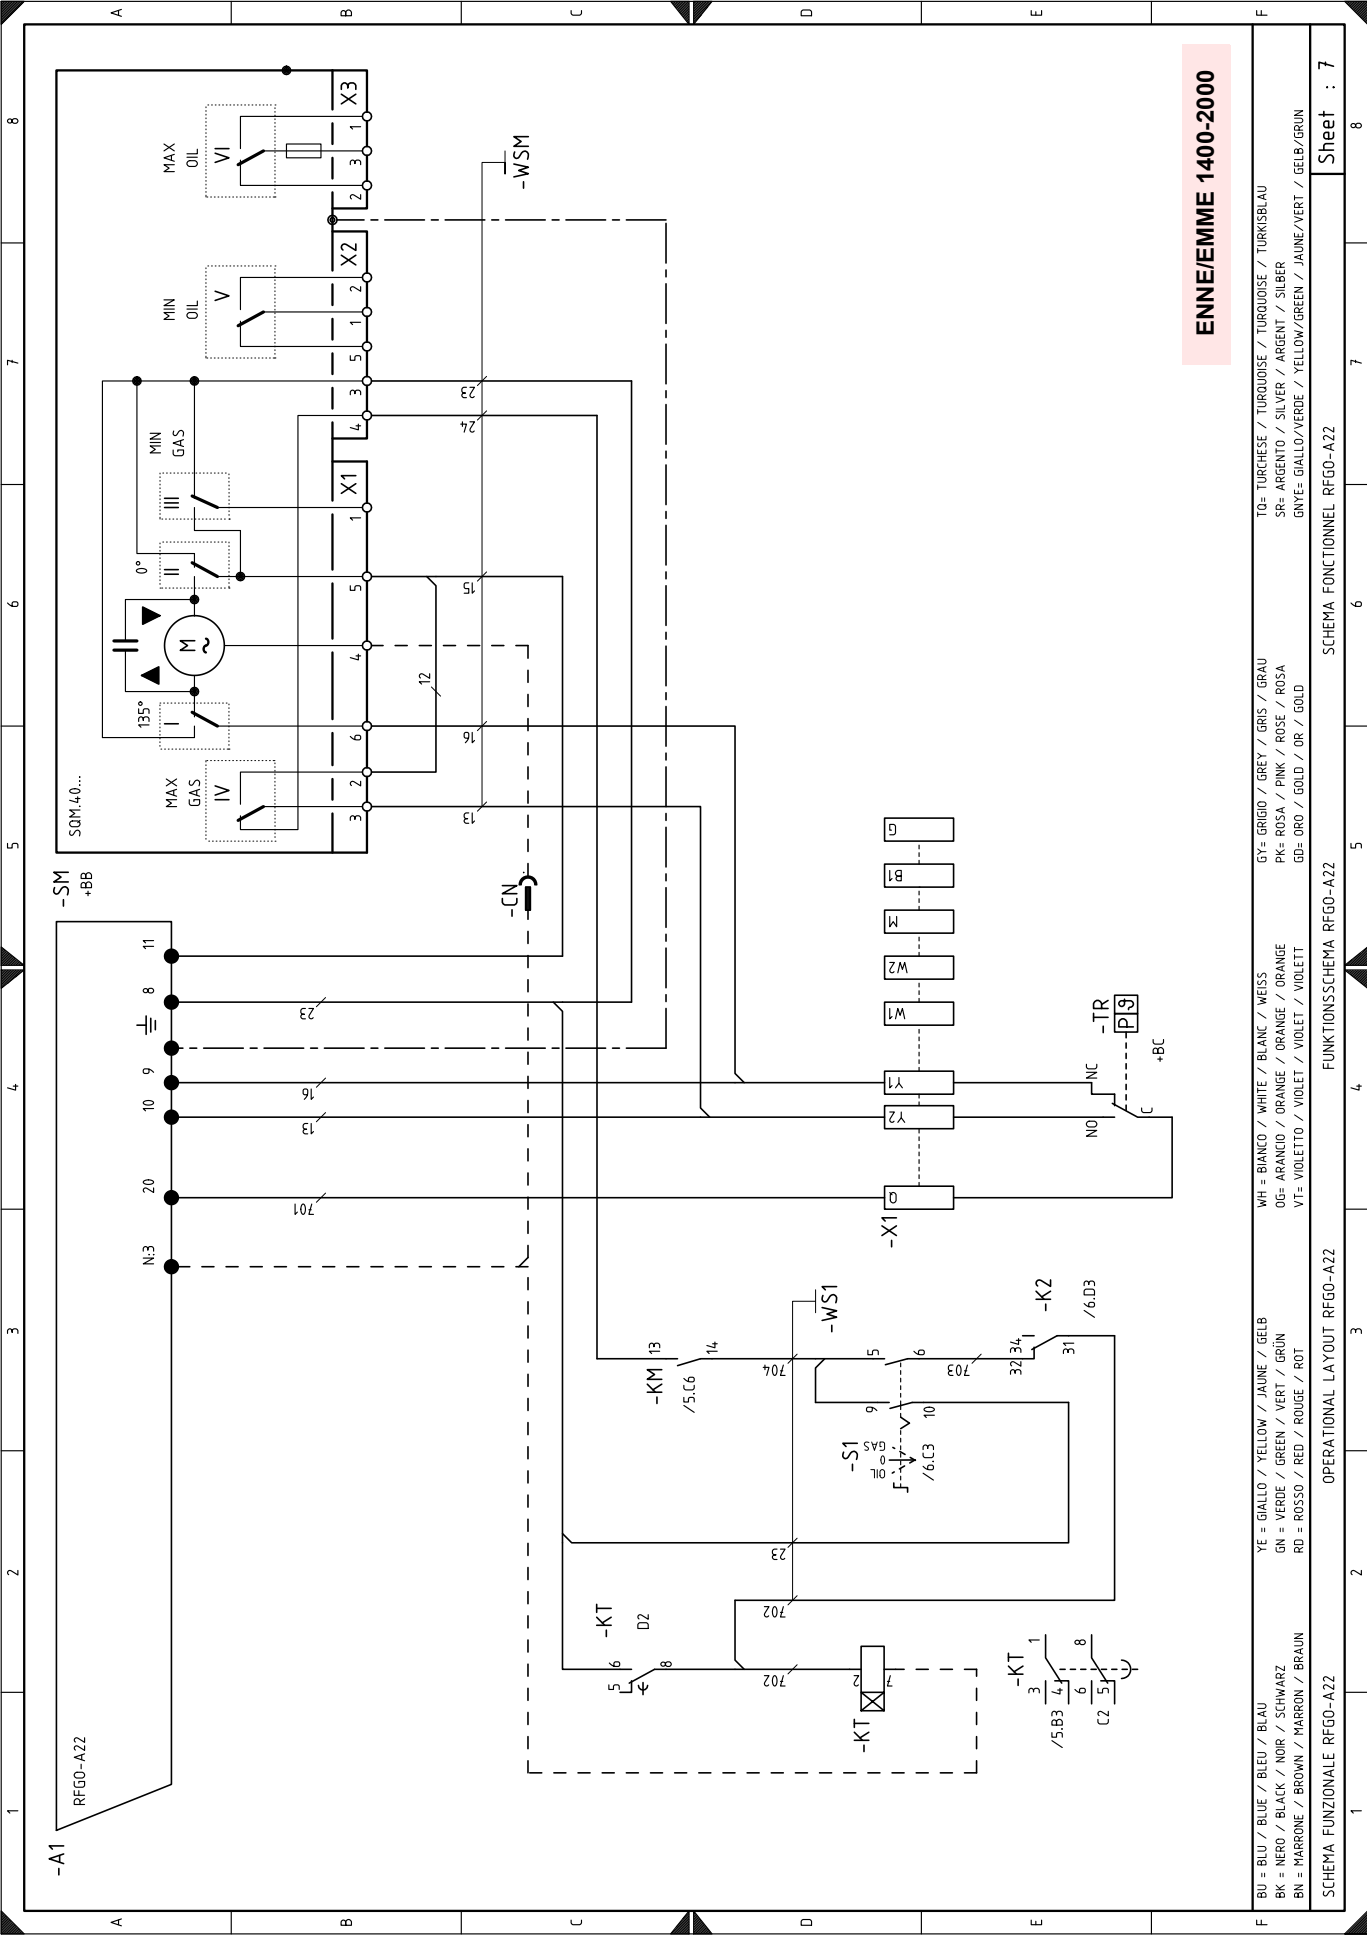 1
2
3
4
5
6
7
8
A
B
C
D
E
F
-A1
RFGO-A22
N:3
20
10
9
8
11
-SM
+BB
SQM.40...
MAX
GAS
IV
135°
I
M
~
0°
II
III
MIN
GAS
MIN
OIL
V
MAX
OIL
VI
3
2
6
4
5
1
X1
4
3
5
1
2
X2
2
3
1
X3
701
13
16
23
-CN
13
16
12
15
24
23
-WSM
-KT
D2
5
6
8
702
702
23
-KM
13
14
/5.C6
704
-WS1
-S1
OIL
0
GAS
/6.C3
9
10
5
6
703
-K2
32
34
31
/6.D3
-KT
2
7
-KT
3
1
4
6
8
5
/5.B3
C2
-X1
Q
Y2
Y1
W1
W2
M
B1
G
NO
NC
C
-TR
P
ϑ
+BC
ENNE/EMME 1400-2000
BU = BLU / BLUE / BLEU / BLAU
BK = NERO / BLACK / NOIR / SCHWARZ
BN = MARRONE / BROWN / MARRON / BRAUN
YE = GIALLO / YELLOW / JAUNE / GELB
GN = VERDE / GREEN / VERT / GRÜN
RD = ROSSO / RED / ROUGE / ROT
WH = BIANCO / WHITE / BLANC / WEISS
OG= ARANCIO / ORANGE / ORANGE / ORANGE
VT= VIOLETTO / VIOLET / VIOLET / VIOLETT
GY= GRIGIO / GREY / GRIS / GRAU
PK= ROSA / PINK / ROSE / ROSA
GD= ORO / GOLD / OR / GOLD
TQ= TURCHESE / TURQUOISE / TURQUOISE / TURKISBLAU
SR= ARGENTO / SILVER / ARGENT / SILBER
GNYE= GIALLO/VERDE / YELLOW/GREEN / JAUNE/VERT / GELB/GRUN
SCHEMA FUNZIONALE RFGO-A22
OPERATIONAL LAYOUT RFGO-A22
FUNKTIONSSCHEMA RFGO-A22
SCHEMA FONCTIONNEL RFGO-A22
Sheet : 7
1
2
3
4
5
6
7
8
A
B
C
D
E
F